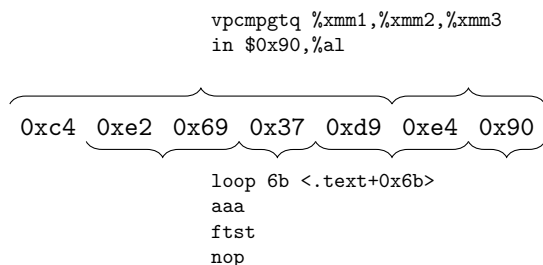 vpcmpgtq %xmm1,%xmm2,%xmm3
in $0x90,%al
0xc4 0xe2 0x69 0x37 0xd9 0xe4 0x90
loop 6b <.text+0x6b>
aaa
ftst
nop